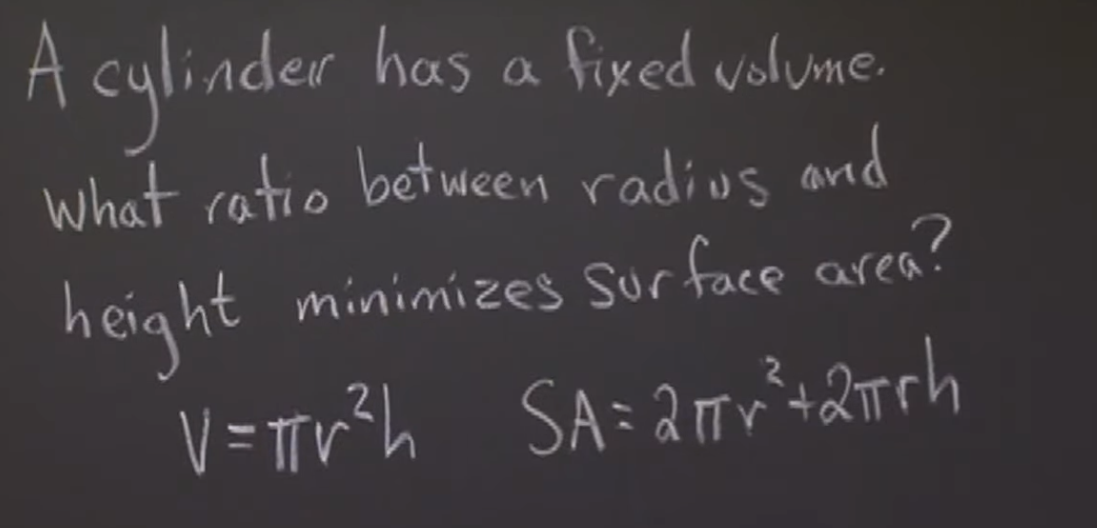 A cylinder has a fixed volume.
What ratio between radius and
height minimizes surface area?
V=πr²h SA=2πr²+2πrh